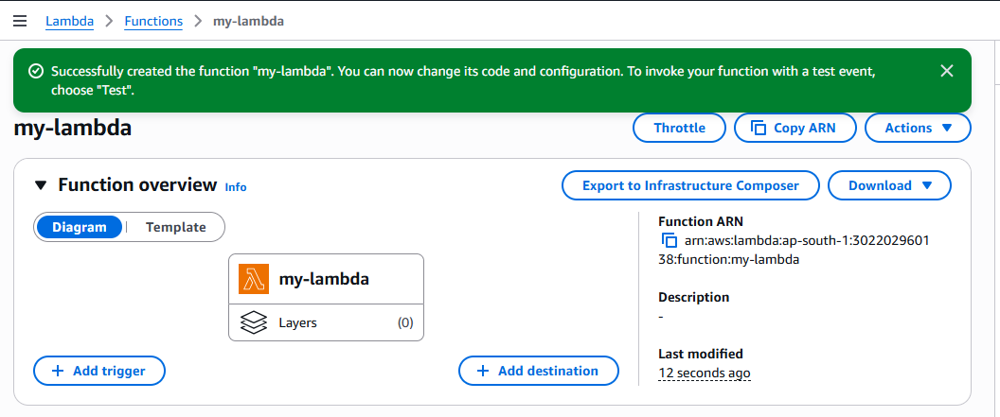 Lambda > Functions > my-lambda
Successfully created the function "my-lambda". You can now change its code and configuration. To invoke your function with a test event,
choose "Test".
my-lambda
Throttle
Copy ARN
Actions
Function overview Info
Export to Infrastructure Composer
Download
Diagram
Template
my-lambda
Layers
(0)
Add trigger
Add destination
Function ARN
arn:aws:lambda:ap-south-1:3022029601
38:function:my-lambda
Description
-
Last modified
12 seconds ago